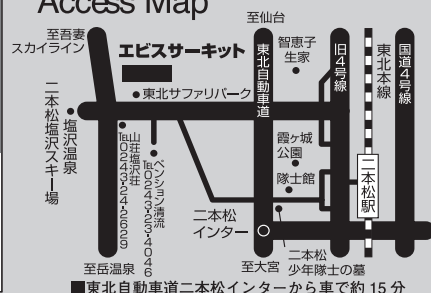 Access Map
至吾妻
スカイライン
エビスサーキット
至仙台
智恵子
生家
東北自動車道
旧4号線
東北本線
国道4号線
東北サファリパーク
塩沢温泉
二本松塩沢スキー場
山荘塩沢荘
TEL0243-24-2629
ペンション清流
TEL0243-23-4046
霞ヶ城
公園
隊士館
二本松駅
二本松
インター
至岳温泉
至大宮
二本松
少年隊士の墓
■東北自動車道二本松インターから車で約15分